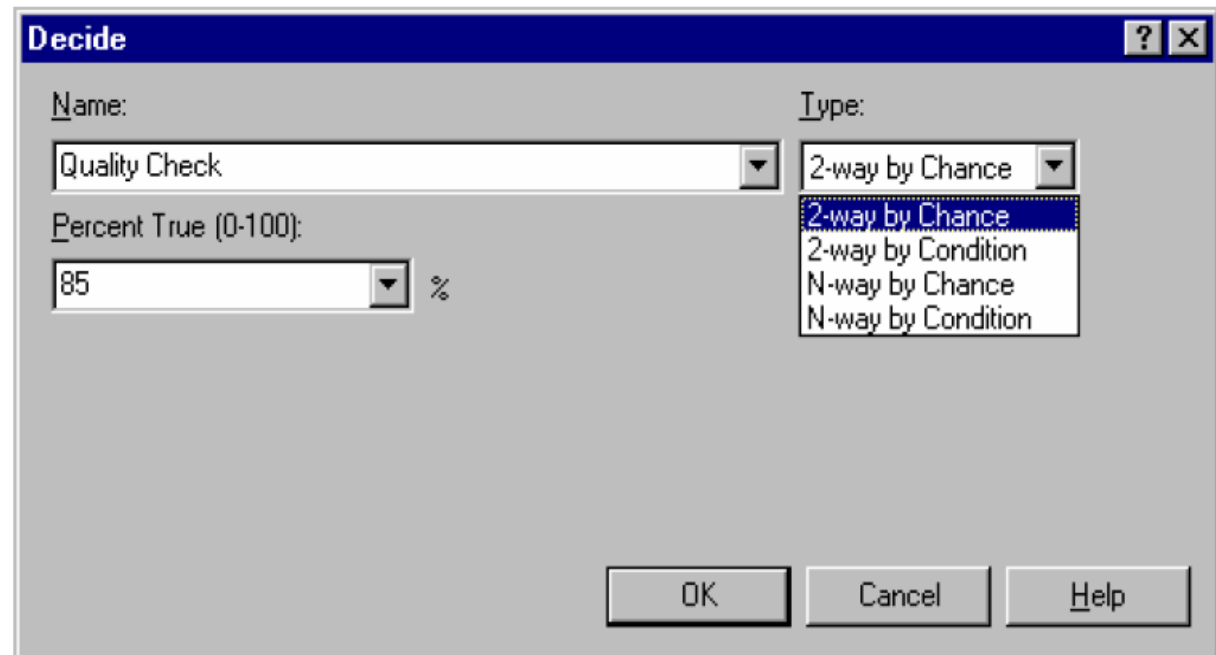 Decide
Name:
Type:
Quality Check
2-way by Chance
Percent True (0-100):
2-way by Chance
2-way by Condition
85
%
N-way by Chance
N-way by Condition
OK
Cancel
Help